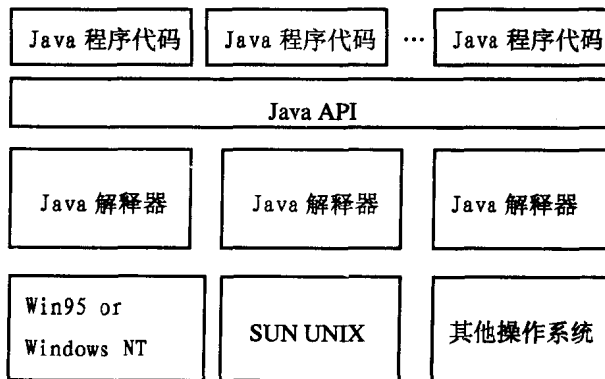 Java 程序代码 Java 程序代码 … Java 程序代码
Java API
Java 解释器 Java 解释器 Java 解释器
Win95 or
Windows NT
SUN UNIX
其他操作系统